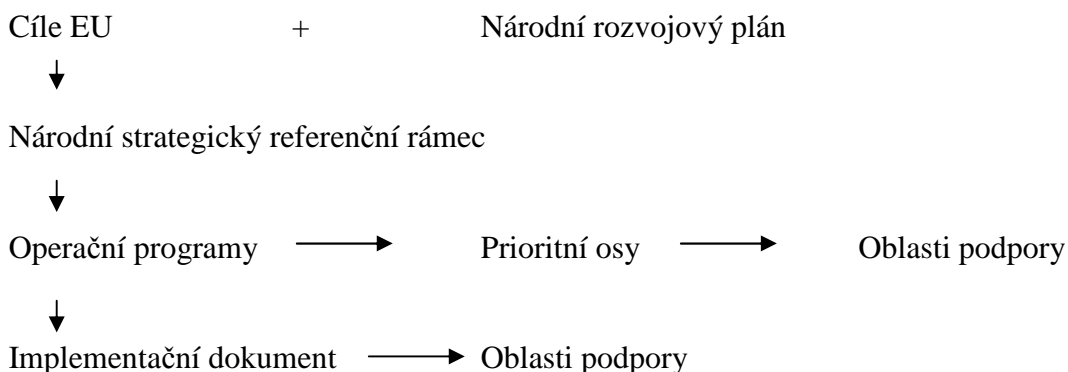 Cíle EU + Národní rozvojový plán
Národní strategický referenční rámec
Operační programy Prioritní osy Oblasti podpory
Implementační dokument Oblasti podpory